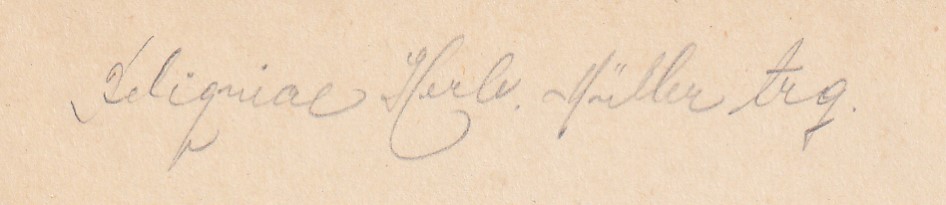 Reliquiae Herb. Müller Arg.